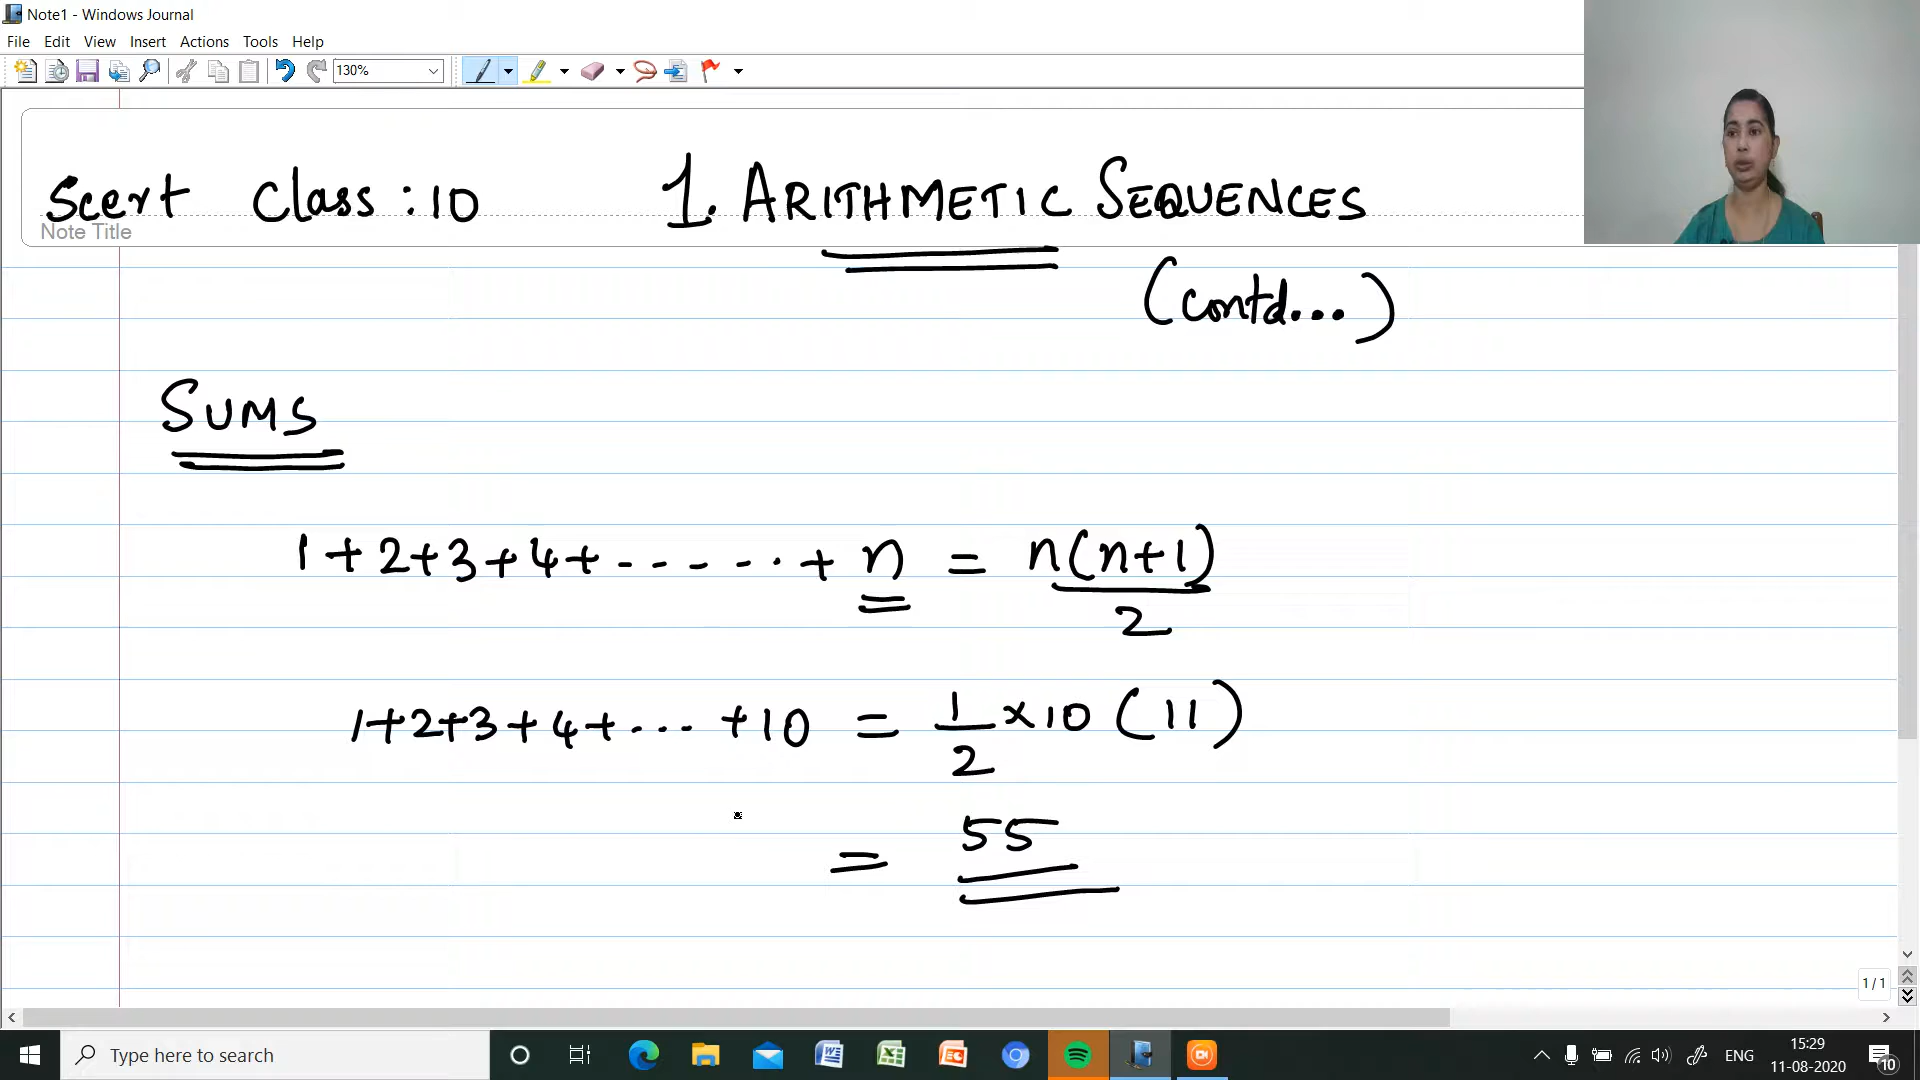 Note1 - Windows Journal
File Edit View Insert Actions Tools Help
130%
Scert Class : 10 1. ARITHMETIC SEQUENCES
Note Title
(contd...)
SUMS
1+2+3+4+------+ n = n(n+1)
2
1+2+3+4+... +10 = 1 ×10 (11)
2
= 55
1 / 1
Type here to search
ENG
15:29
11-08-2020
10